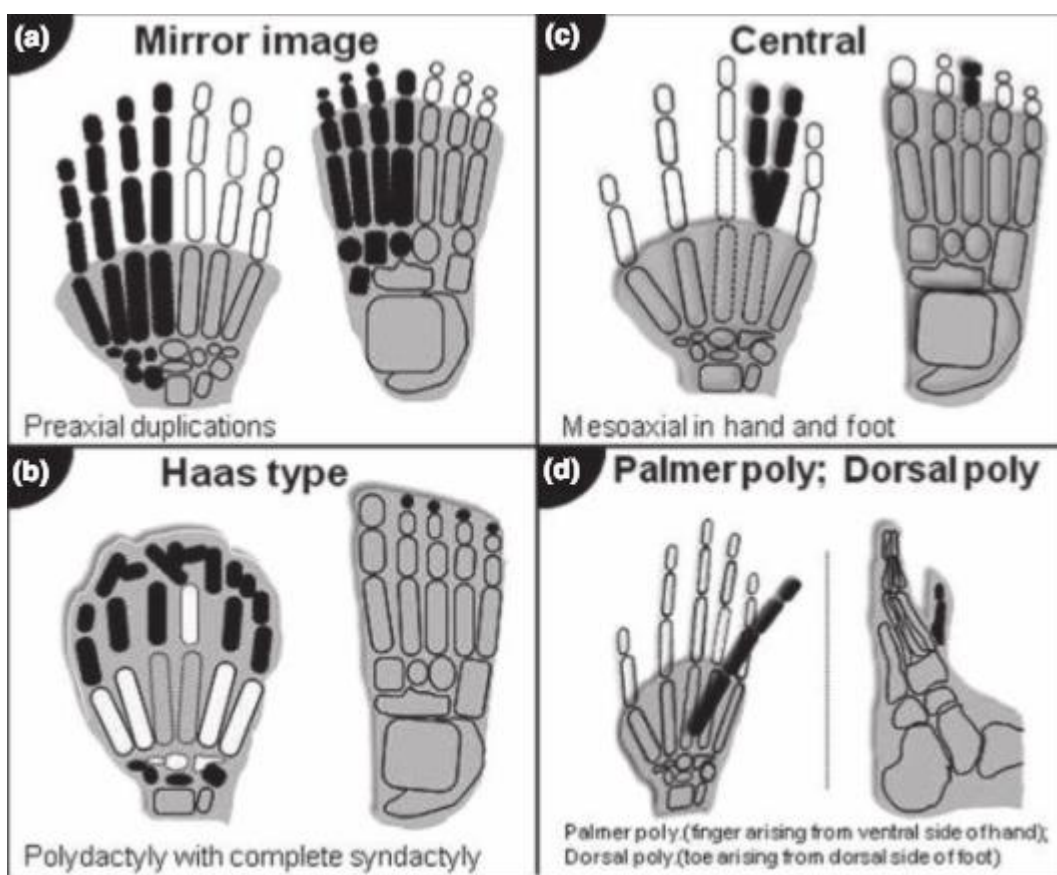 (a) Mirror image
Preaxial duplications
(c) Central
Mesoaxial in hand and foot
(b) Haas type
Polydactyly with complete syndactyly
(d) Palmer poly; Dorsal poly
Palmer poly.(finger arising from ventral side of hand);
Dorsal poly.(toe arising from dorsal side of foot)